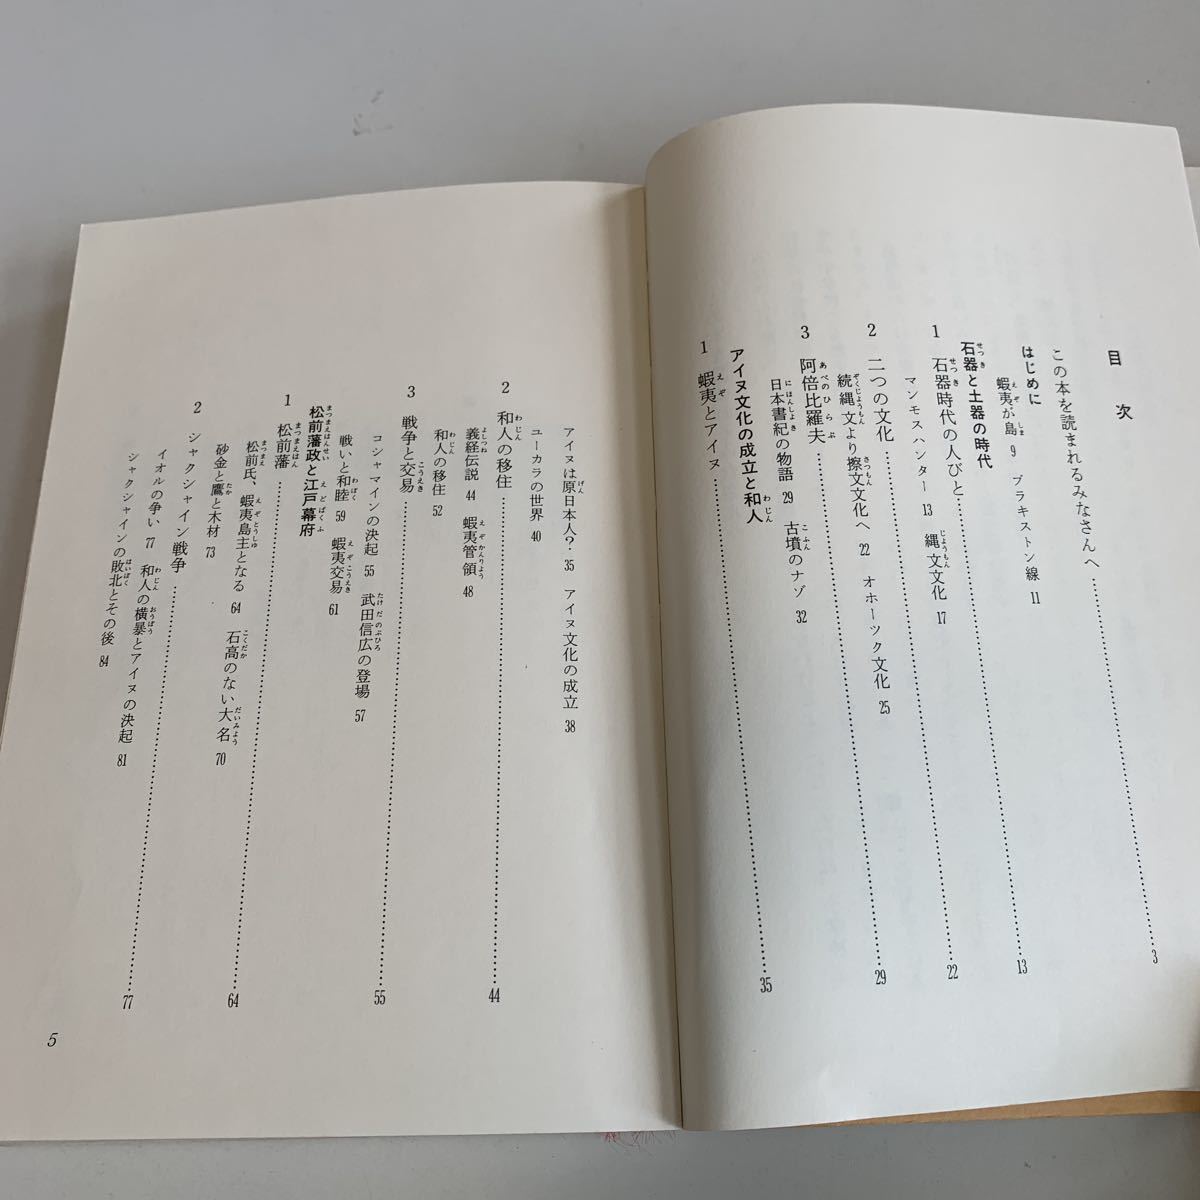 目次
この本を読まれるみなさんへ…… 3
はじめに
蝦夷が島 9 ブラキストン線 11
石器と土器の時代
1 石器時代の人びと…… 13
マンモスハンター 13 縄文文化 17
2 二つの文化…… 22
続縄文より擦文文化へ 22 オホーツク文化 25
3 阿倍比羅夫…… 29
日本書紀の物語 29 古墳のナゾ 32
アイヌ文化の成立と和人
1 蝦夷とアイヌ…… 35
アイヌは原日本人? 35 アイヌ文化の成立 38
ユーカラの世界 40
2 和人の移住…… 44
義経伝説 44 蝦夷管領 48
和人の移住 52
3 戦争と交易…… 55
コシャマインの決起 55 武田信広の登場 57
戦いと和睦 59 蝦夷交易 61
松前藩政と江戸幕府
1 松前藩…… 64
松前氏、蝦夷島主となる 64 石高のない大名 70
砂金と鷹と木材 73
2 シャクシャイン戦争…… 77
イオルの争い 77 和人の横暴とアイヌの決起 81
シャクシャインの敗北とその後 84
5